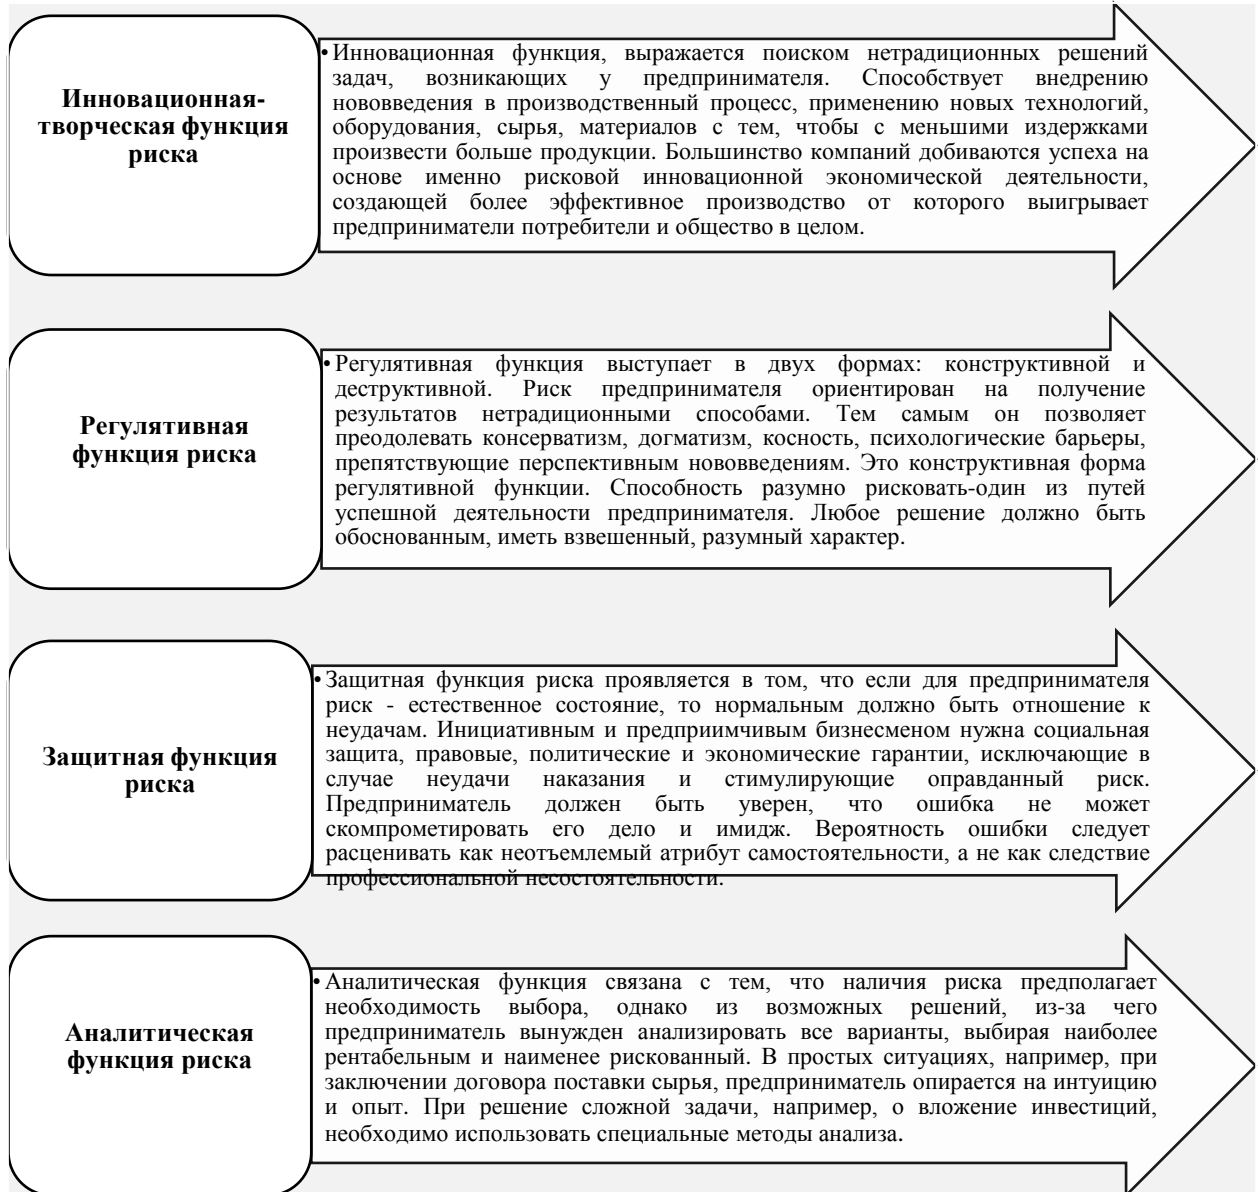 Инновационная-
творческая функция
риска
• Инновационная функция, выражается поиском нетрадиционных решений
задач, возникающих у предпринимателя. Способствует внедрению
нововведения в производственный процесс, применению новых технологий,
оборудования, сырья, материалов с тем, чтобы с меньшими издержками
произвести больше продукции. Большинство компаний добиваются успеха на
основе именно рисковой инновационной экономической деятельности,
создающей более эффективное производство от которого выигрывает
предприниматели потребители и общество в целом.
Регулятивная
функция риска
• Регулятивная функция выступает в двух формах: конструктивной и
деструктивной. Риск предпринимателя ориентирован на получение
результатов нетрадиционными способами. Тем самым он позволяет
преодолевать консерватизм, догматизм, косность, психологические барьеры,
препятствующие перспективным нововведениям. Это конструктивная форма
регулятивной функции. Способность разумно рисковать-один из путей
успешной деятельности предпринимателя. Любое решение должно быть
обоснованным, иметь взвешенный, разумный характер.
Защитная функция
риска
• Защитная функция риска проявляется в том, что если для предпринимателя
риск - естественное состояние, то нормальным должно быть отношение к
неудачам. Инициативным и предприимчивым бизнесменом нужна социальная
защита, правовые, политические и экономические гарантии, исключающие в
случае неудачи наказания и стимулирующие оправданный риск.
Предприниматель должен быть уверен, что ошибка не может
скомпрометировать его дело и имидж. Вероятность ошибки следует
расценивать как неотъемлемый атрибут самостоятельности, а не как следствие
профессиональной несостоятельности.
Аналитическая
функция риска
• Аналитическая функция связана с тем, что наличия риска предполагает
необходимость выбора, однако из возможных решений, из-за чего
предприниматель вынужден анализировать все варианты, выбирая наиболее
рентабельным и наименее рискованный. В простых ситуациях, например, при
заключении договора поставки сырья, предприниматель опирается на интуицию
и опыт. При решение сложной задачи, например, о вложение инвестиций,
необходимо использовать специальные методы анализа.